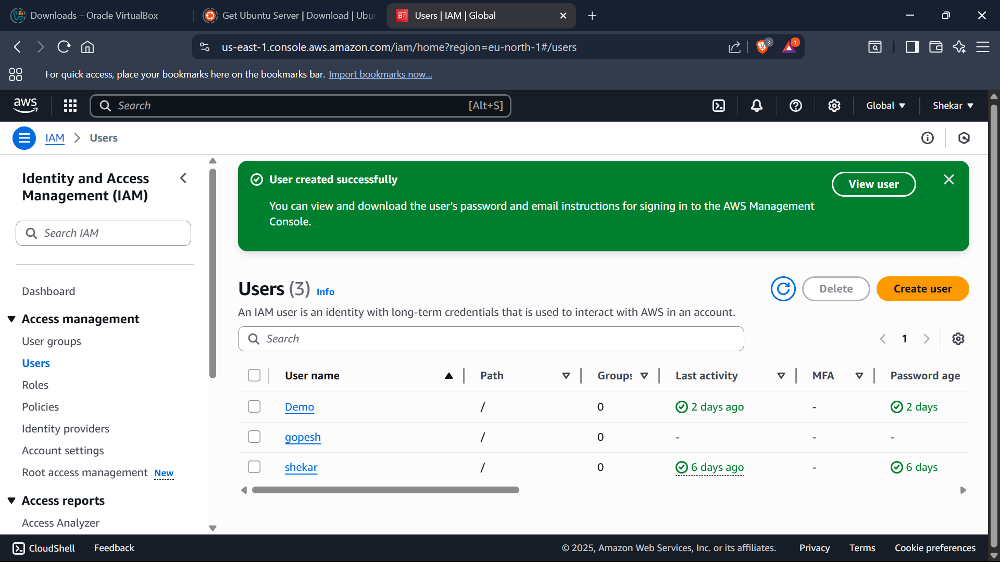 Downloads – Oracle VirtualBox
Get Ubuntu Server | Download | Ubun
Users | IAM | Global
us-east-1.console.aws.amazon.com/iam/home?region=eu-north-1#/users
3
1
For quick access, place your bookmarks here on the bookmarks bar. Import bookmarks now...
aws
Search
[Alt+S]
Global
Shekar
IAM
Users
Identity and Access
Management (IAM)
Search IAM
Dashboard
Access management
User groups
Users
Roles
Policies
Identity providers
Account settings
Root access management New
Access reports
Access Analyzer
User created successfully
View user
You can view and download the user's password and email instructions for signing in to the AWS Management
Console.
Users (3) Info
Delete
Create user
An IAM user is an identity with long-term credentials that is used to interact with AWS in an account.
Search
1
User name Path Groups Last activity MFA Password age
Demo / 0 2 days ago - 2 days
gopesh / 0 - - -
shekar / 0 6 days ago - 6 days
CloudShell
Feedback
© 2025, Amazon Web Services, Inc. or its affiliates.
Privacy
Terms
Cookie preferences